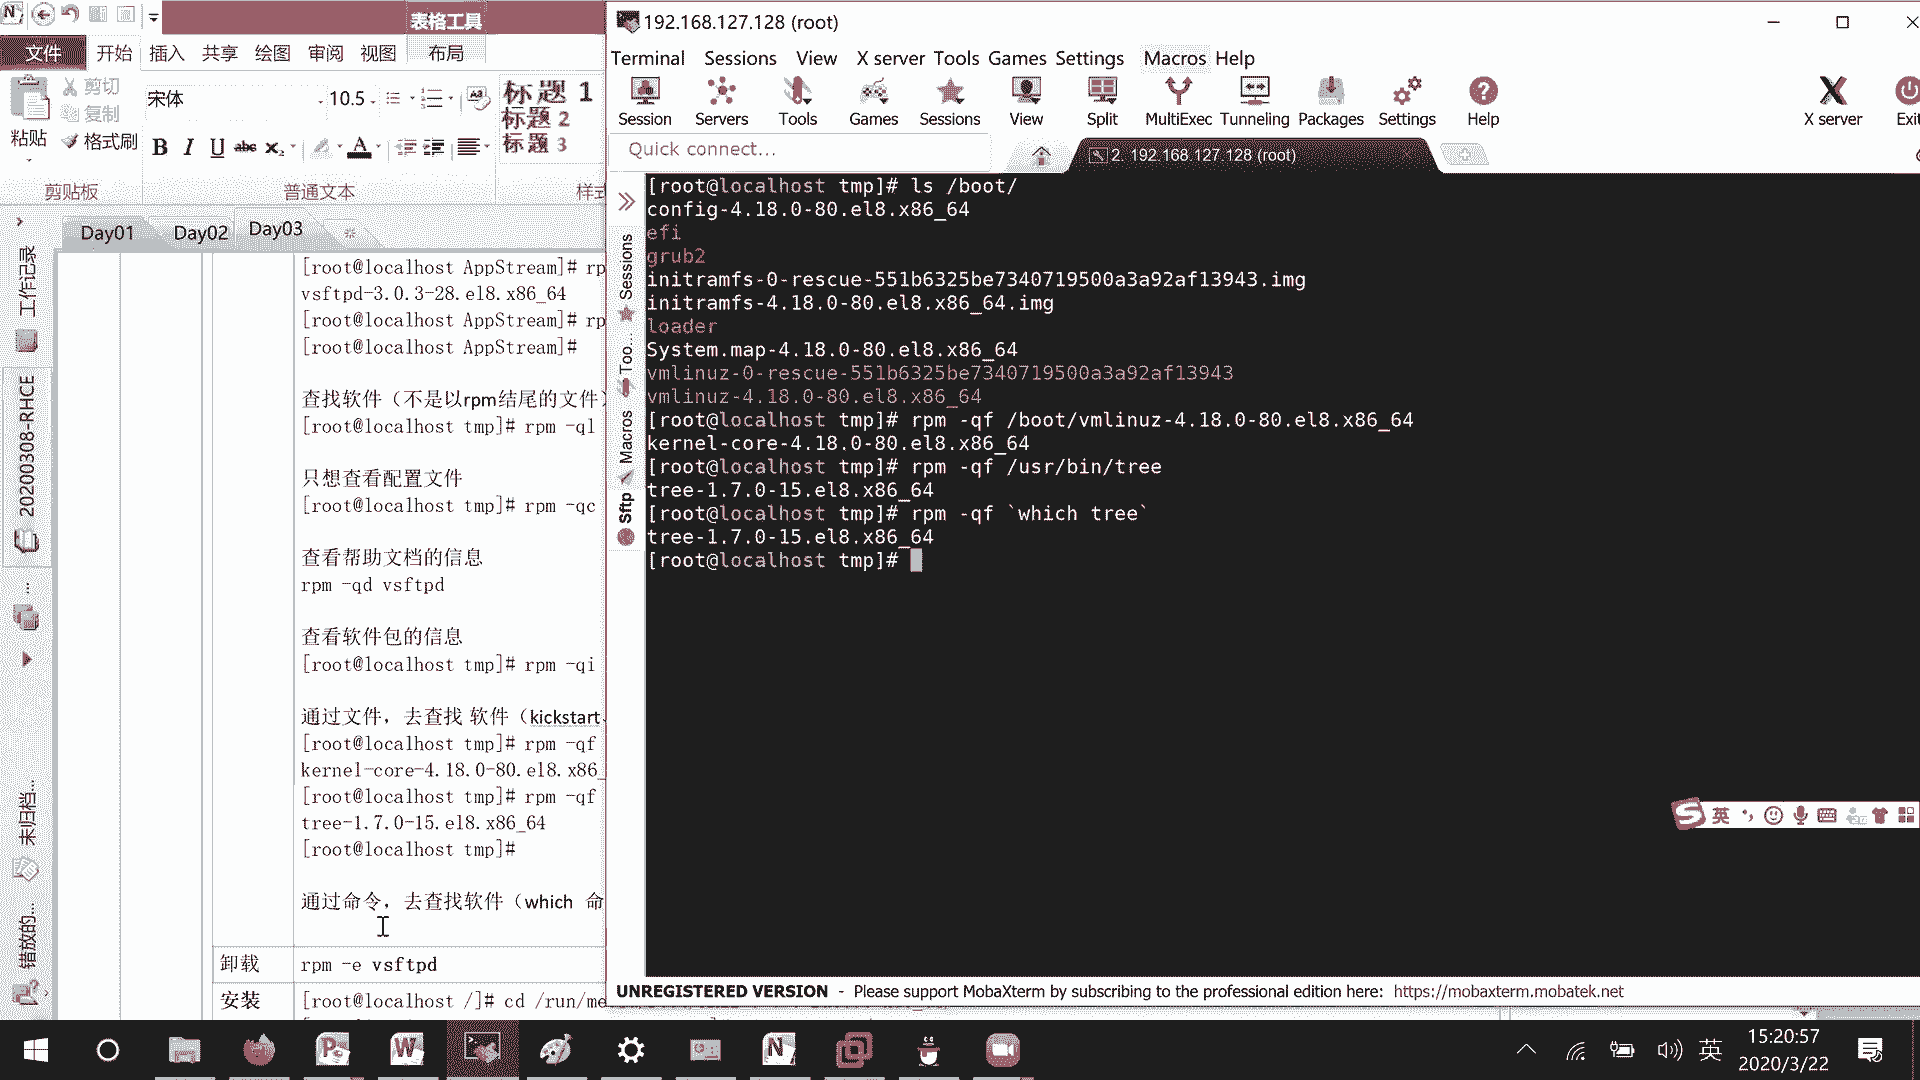 表格工具
文件 开始 插入 共享 绘图 审阅 视图 布局
剪切
复制
粘贴 格式刷
宋体 10.5
B I U abc x₂ A
标题 1
标题 2
标题 3
剪贴板 普通文本 样式
Day01 Day02 Day03
工作记录
20200308-RHCE
未归档...
错放的...
[root@localhost AppStream]# rp
vsftpd-3.0.3-28.el8.x86_64
[root@localhost AppStream]# rp
[root@localhost AppStream]#
查找软件（不是以rpm结尾的文件）
[root@localhost tmp]# rpm -ql
只想查看配置文件
[root@localhost tmp]# rpm -qc
查看帮助文档的信息
rpm -qd vsftpd
查看软件包的信息
[root@localhost tmp]# rpm -qi
通过文件，去查找 软件（kickstart
[root@localhost tmp]# rpm -qf
kernel-core-4.18.0-80.el8.x86_
[root@localhost tmp]# rpm -qf
tree-1.7.0-15.el8.x86_64
[root@localhost tmp]#
通过命令，去查找软件（which 命
卸载 rpm -e vsftpd
安装 [root@localhost /]# cd /run/me
192.168.127.128 (root)
Terminal Sessions View X server Tools Games Settings Macros Help
Session Servers Tools Games Sessions View Split MultiExec Tunneling Packages Settings Help X server Exit
Quick connect...
2. 192.168.127.128 (root)
Sessions
Too...
Macros
Sftp
[root@localhost tmp]# ls /boot/
config-4.18.0-80.el8.x86_64
efi
grub2
initramfs-0-rescue-551b6325be7340719500a3a92af13943.img
initramfs-4.18.0-80.el8.x86_64.img
loader
System.map-4.18.0-80.el8.x86_64
vmlinuz-0-rescue-551b6325be7340719500a3a92af13943
vmlinuz-4.18.0-80.el8.x86_64
[root@localhost tmp]# rpm -qf /boot/vmlinuz-4.18.0-80.el8.x86_64
kernel-core-4.18.0-80.el8.x86_64
[root@localhost tmp]# rpm -qf /usr/bin/tree
tree-1.7.0-15.el8.x86_64
[root@localhost tmp]# rpm -qf `which tree`
tree-1.7.0-15.el8.x86_64
[root@localhost tmp]#
英
UNREGISTERED VERSION - Please support MobaXterm by subscribing to the professional edition here: https://mobaxterm.mobatek.net
英
15:20:57
2020/3/22